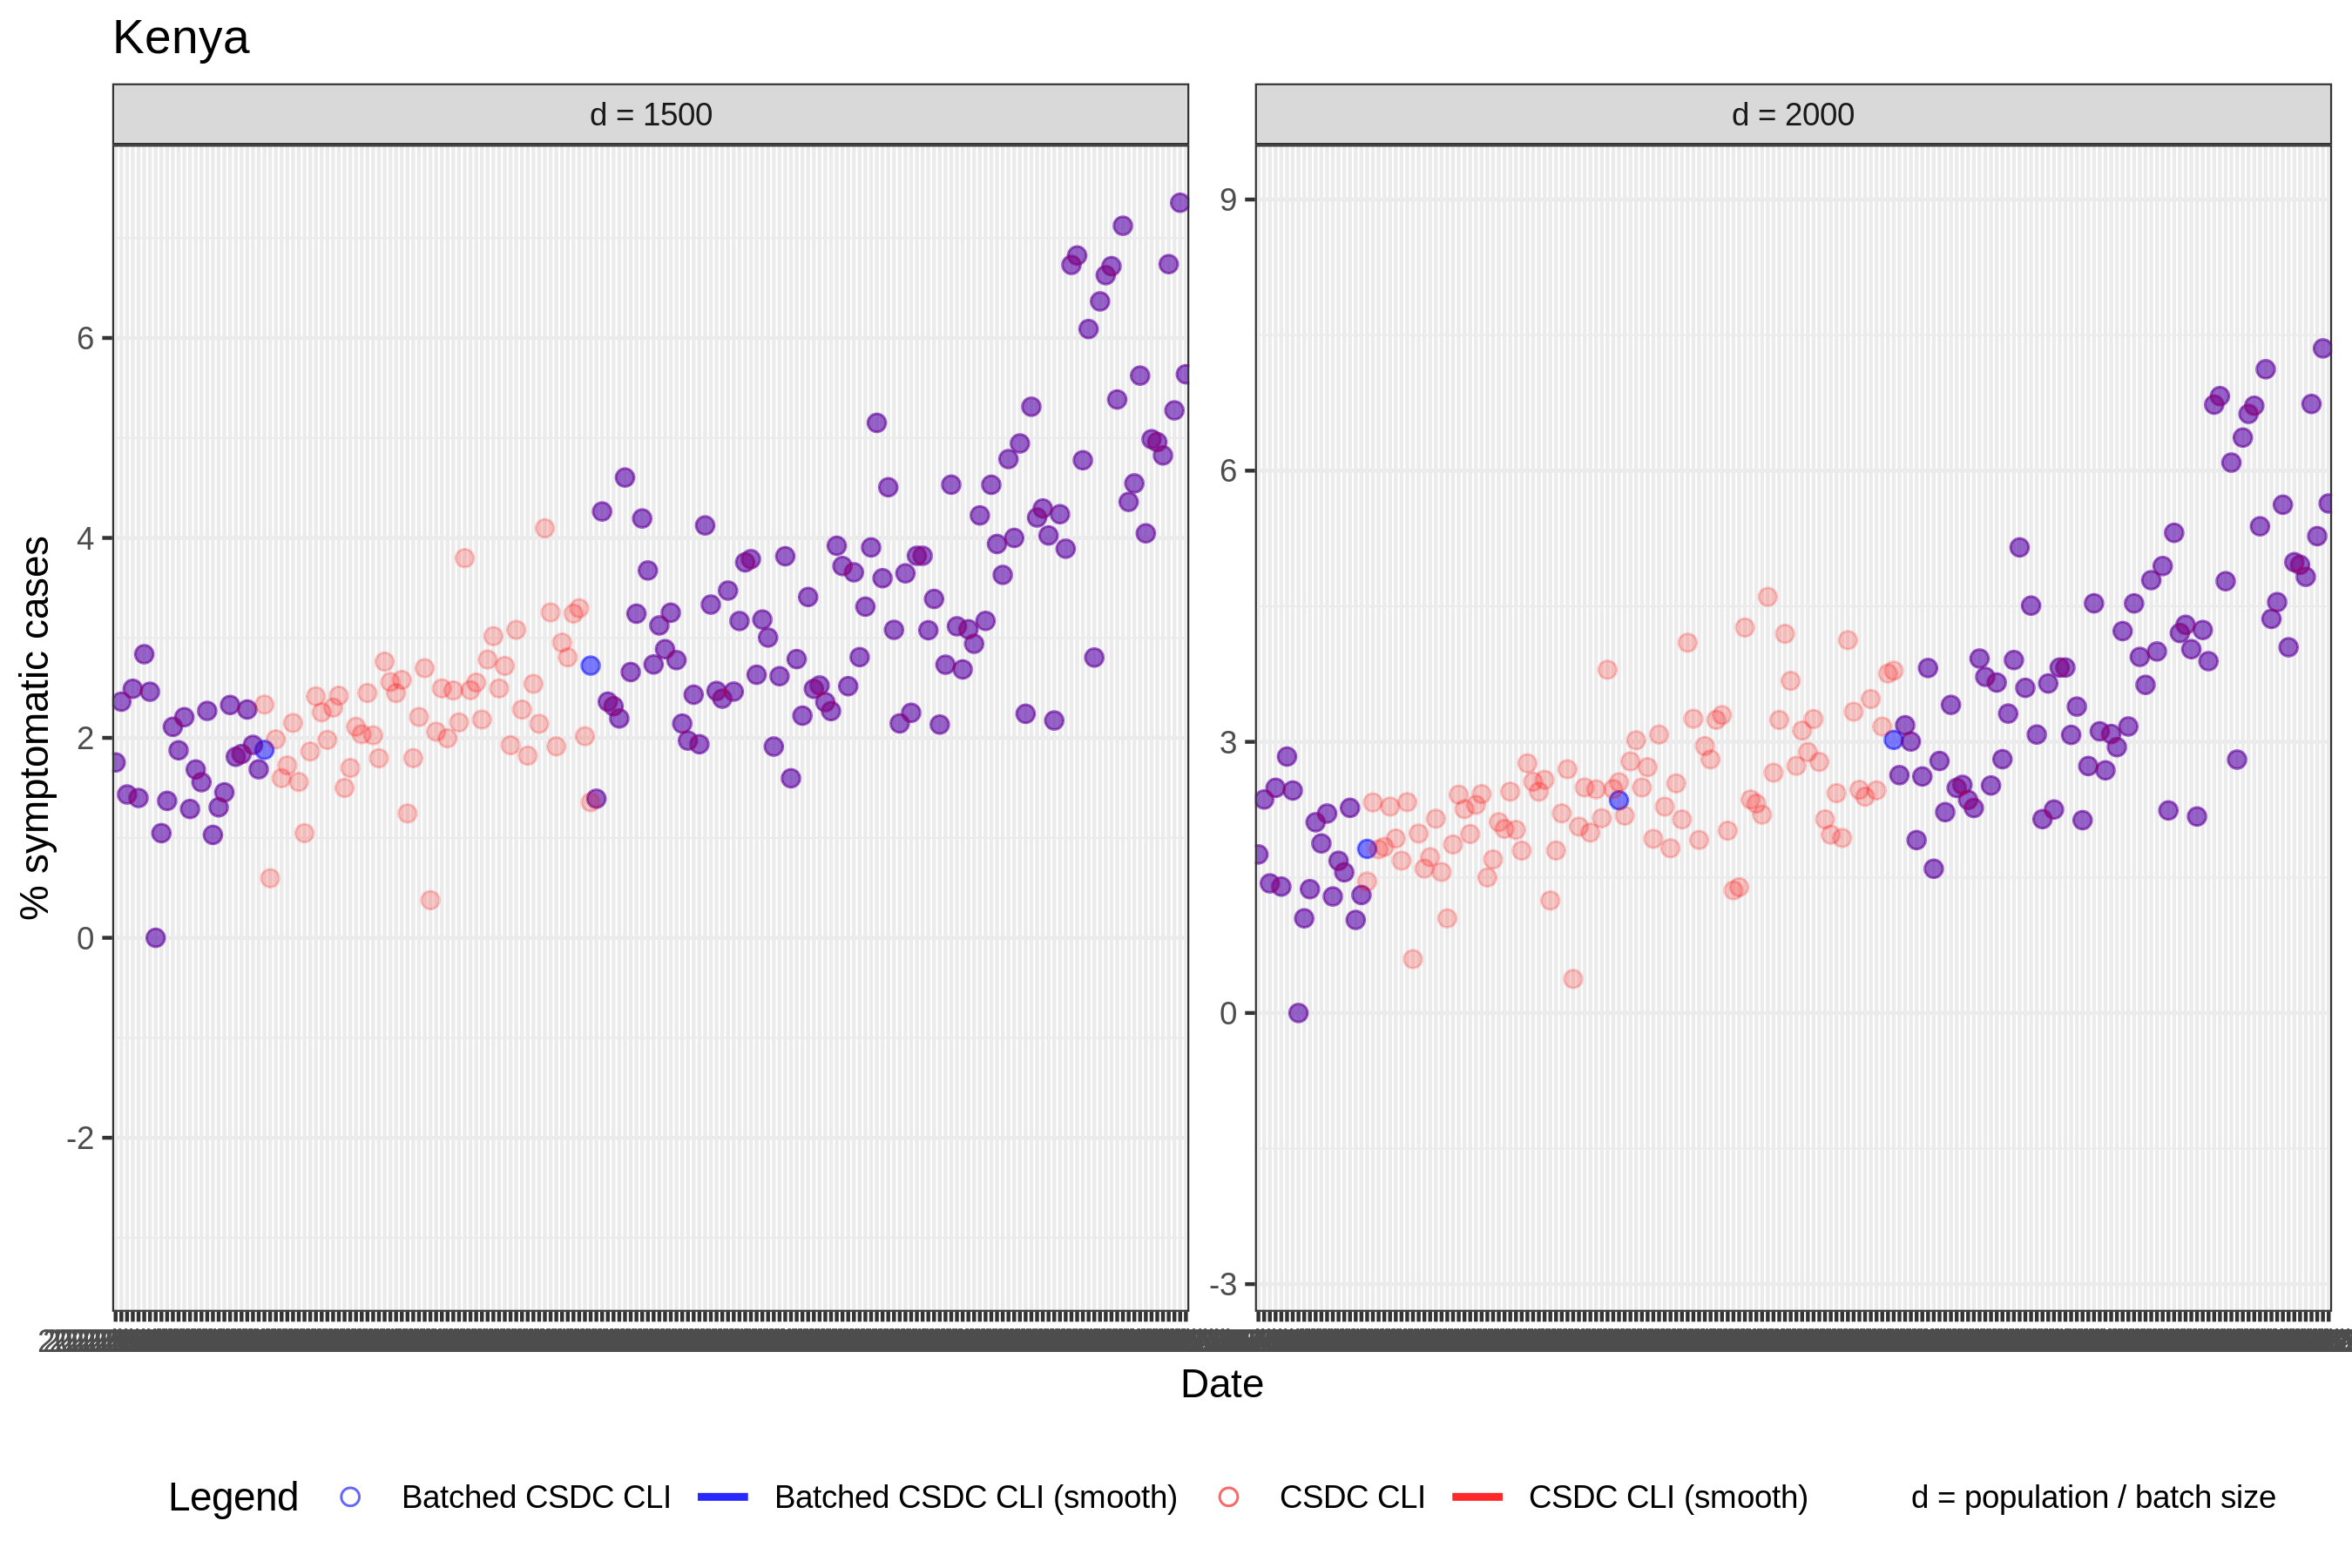 Kenya
d = 1500
d = 2000
% symptomatic cases
6
4
2
0
-2
9
6
3
0
-3
Date
Legend
Batched CSDC CLI
Batched CSDC CLI (smooth)
CSDC CLI
CSDC CLI (smooth)
d = population / batch size